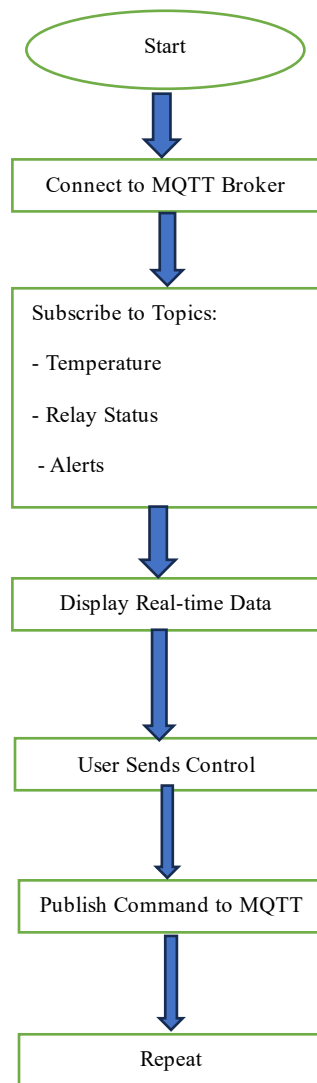 Start
Connect to MQTT Broker
Subscribe to Topics:
- Temperature
- Relay Status
- Alerts
Display Real-time Data
User Sends Control
Publish Command to MQTT
Repeat